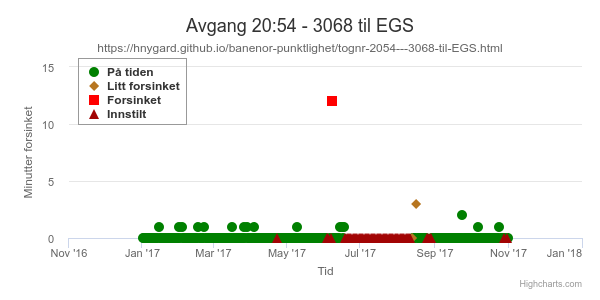 Avgang 20:54 - 3068 til EGS
https://hnygard.github.io/banenor-punktlighet/tognr-2054---3068-til-EGS.html
På tiden
Litt forsinket
Forsinket
Innstilt
Minutter forsinket
15
10
5
0
Nov '16 Jan '17 Mar '17 May '17 Jul '17 Sep '17 Nov '17 Jan '18
Tid
Highcharts.com